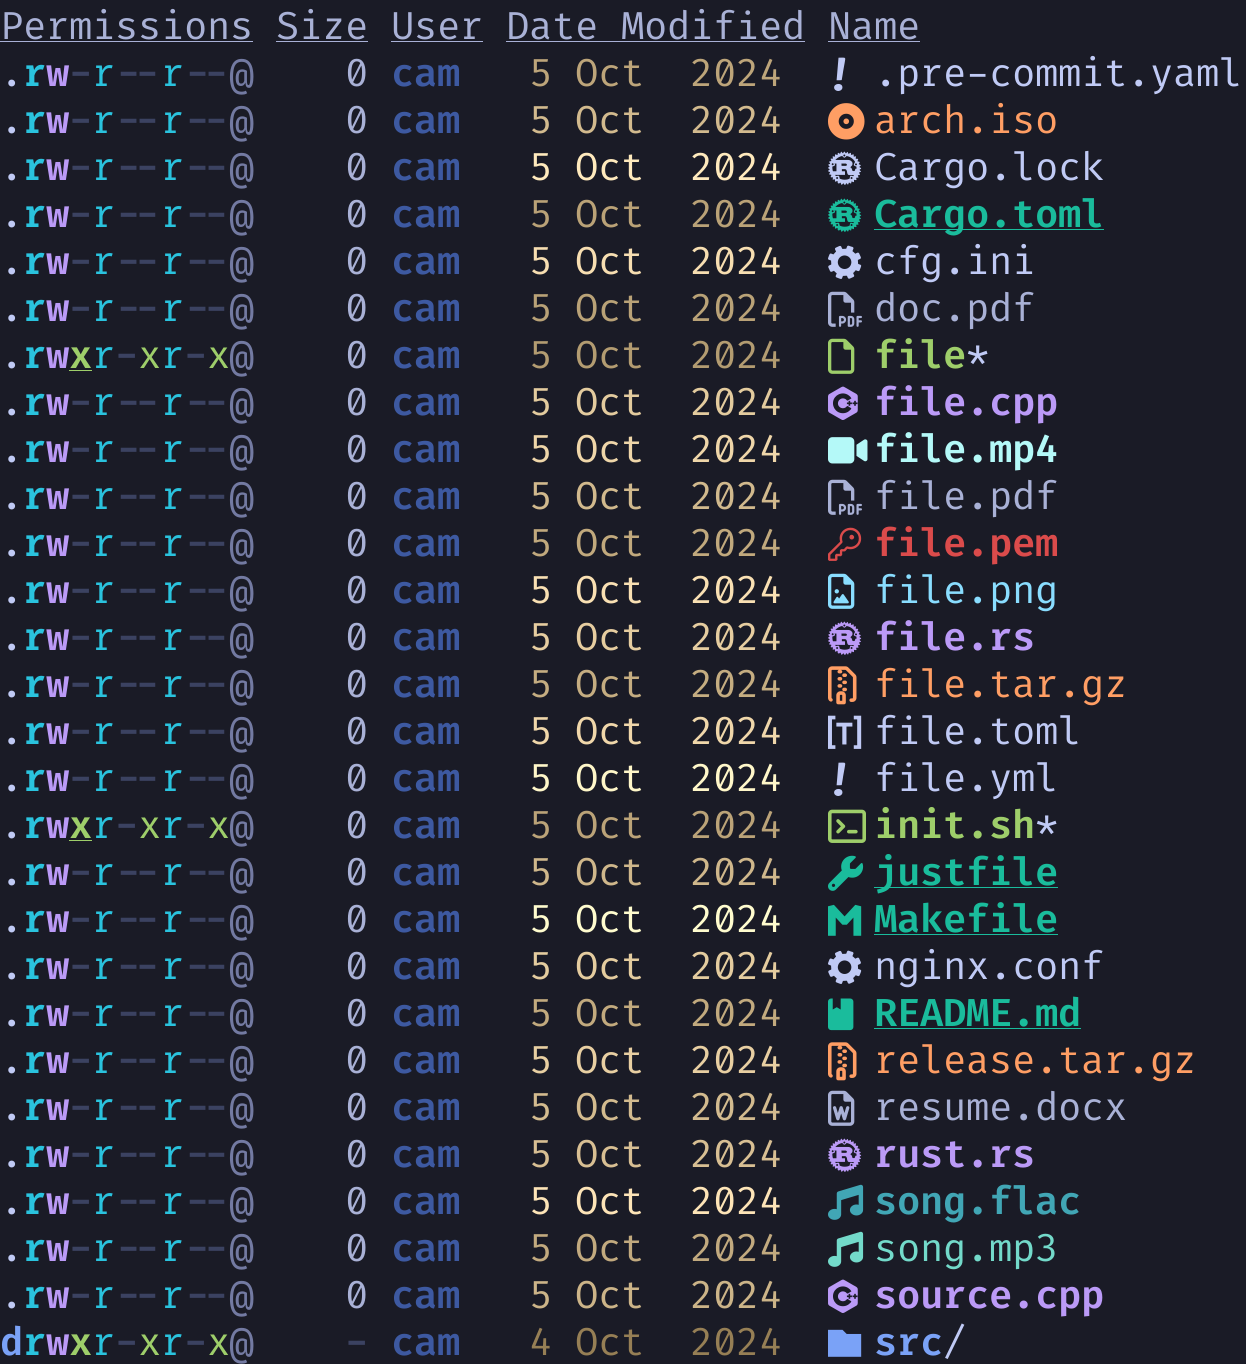 Permissions Size User Date Modified Name
.rw-r--r--@ 0 cam 5 Oct 2024 .pre-commit.yaml
.rw-r--r--@ 0 cam 5 Oct 2024 arch.iso
.rw-r--r--@ 0 cam 5 Oct 2024 Cargo.lock
.rw-r--r--@ 0 cam 5 Oct 2024 Cargo.toml
.rw-r--r--@ 0 cam 5 Oct 2024 cfg.ini
.rw-r--r--@ 0 cam 5 Oct 2024 doc.pdf
.rwxr-xr-x@ 0 cam 5 Oct 2024 file*
.rw-r--r--@ 0 cam 5 Oct 2024 file.cpp
.rw-r--r--@ 0 cam 5 Oct 2024 file.mp4
.rw-r--r--@ 0 cam 5 Oct 2024 file.pdf
.rw-r--r--@ 0 cam 5 Oct 2024 file.pem
.rw-r--r--@ 0 cam 5 Oct 2024 file.png
.rw-r--r--@ 0 cam 5 Oct 2024 file.rs
.rw-r--r--@ 0 cam 5 Oct 2024 file.tar.gz
.rw-r--r--@ 0 cam 5 Oct 2024 file.toml
.rw-r--r--@ 0 cam 5 Oct 2024 file.yml
.rwxr-xr-x@ 0 cam 5 Oct 2024 init.sh*
.rw-r--r--@ 0 cam 5 Oct 2024 justfile
.rw-r--r--@ 0 cam 5 Oct 2024 Makefile
.rw-r--r--@ 0 cam 5 Oct 2024 nginx.conf
.rw-r--r--@ 0 cam 5 Oct 2024 README.md
.rw-r--r--@ 0 cam 5 Oct 2024 release.tar.gz
.rw-r--r--@ 0 cam 5 Oct 2024 resume.docx
.rw-r--r--@ 0 cam 5 Oct 2024 rust.rs
.rw-r--r--@ 0 cam 5 Oct 2024 song.flac
.rw-r--r--@ 0 cam 5 Oct 2024 song.mp3
.rw-r--r--@ 0 cam 5 Oct 2024 source.cpp
drwxr-xr-x@ - cam 4 Oct 2024 src/